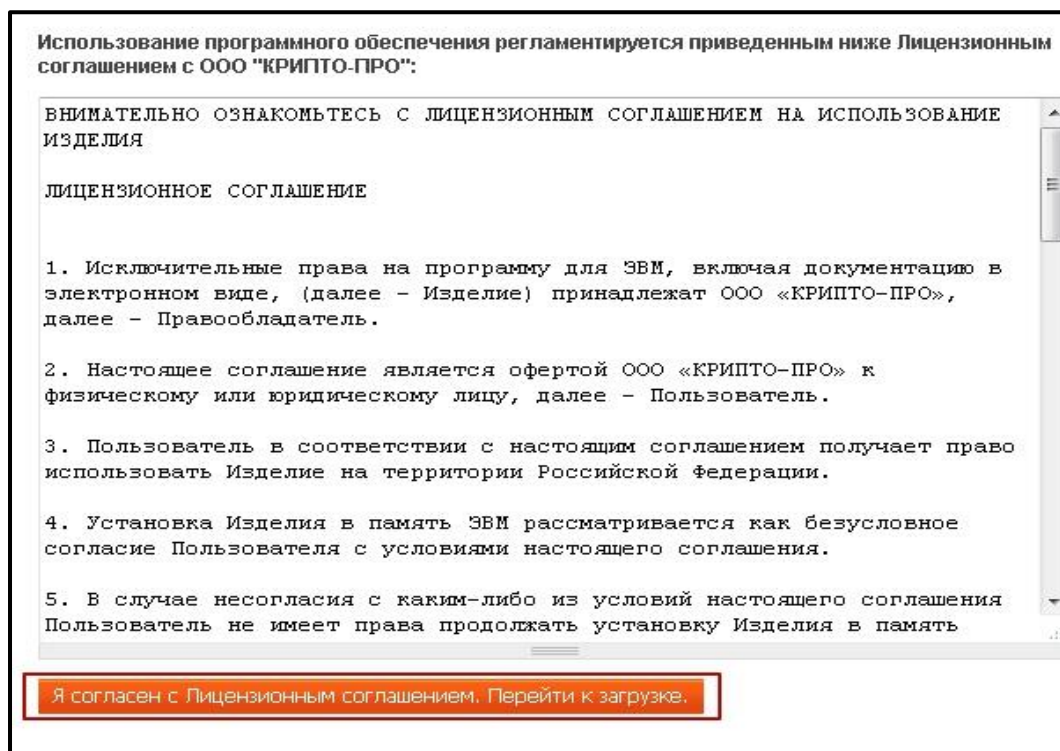 Использование программного обеспечения регламентируется приведенным ниже Лицензионным
соглашением с ООО "КРИПТО-ПРО":
ВНИМАТЕЛЬНО ОЗНАКОМЬТЕСЬ С ЛИЦЕНЗИОННЫМ СОГЛАШЕНИЕМ НА ИСПОЛЬЗОВАНИЕ
ИЗДЕЛИЯ
ЛИЦЕНЗИОННОЕ СОГЛАШЕНИЕ
1. Исключительные права на программу для ЭВМ, включая документацию в
электронном виде, (далее – Изделие) принадлежат ООО «КРИПТО-ПРО»,
далее – Правообладатель.
2. Настоящее соглашение является офертой ООО «КРИПТО-ПРО» к
физическому или юридическому лицу, далее – Пользователь.
3. Пользователь в соответствии с настоящим соглашением получает право
использовать Изделие на территории Российской Федерации.
4. Установка Изделия в память ЭВМ рассматривается как безусловное
согласие Пользователя с условиями настоящего соглашения.
5. В случае несогласия с каким-либо из условий настоящего соглашения
Пользователь не имеет права продолжать установку Изделия в память
Я согласен с Лицензионным соглашением. Перейти к загрузке.